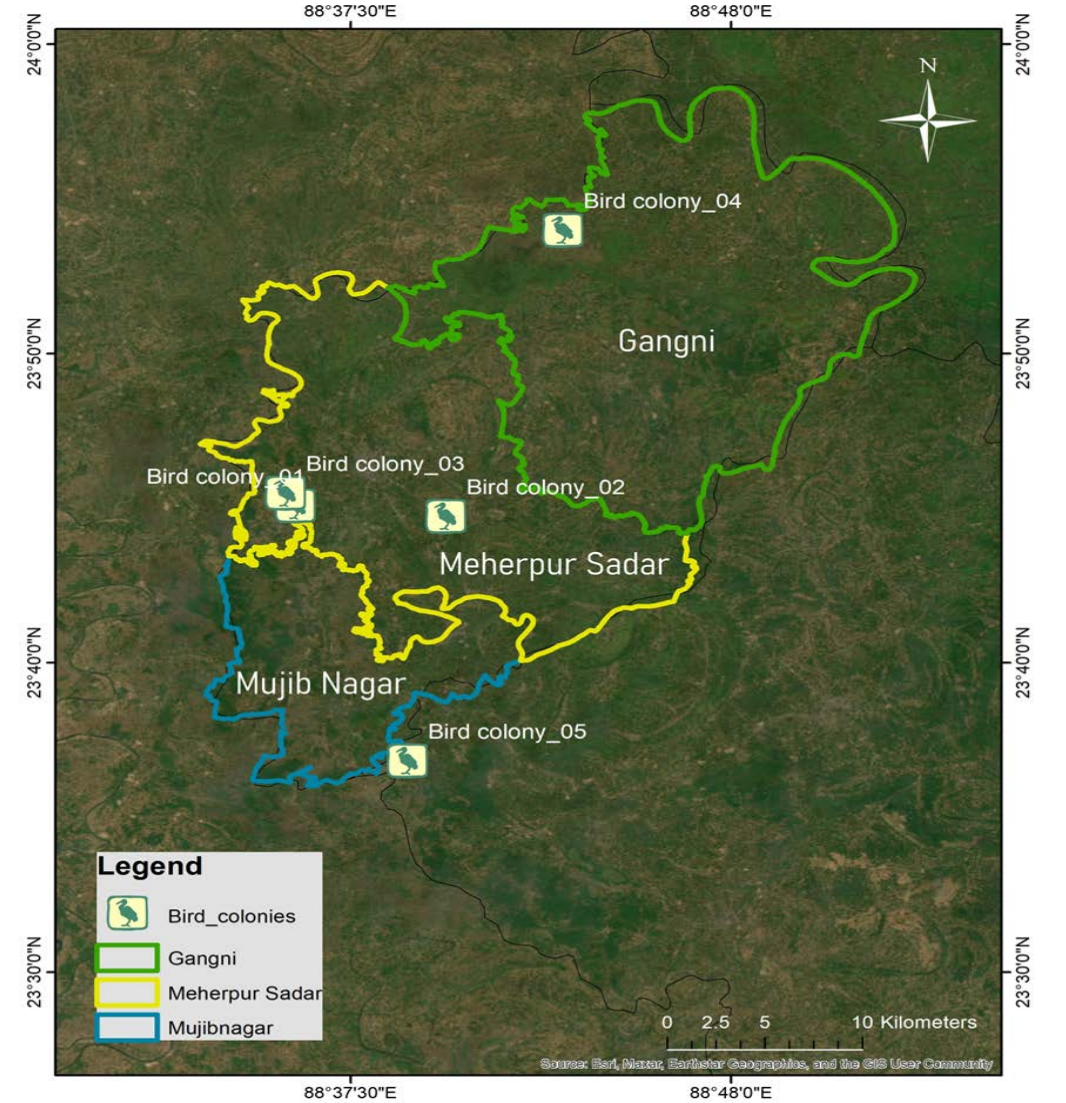 88°37'30"E 88°48'0"E
24°0'0"N 24°0'0"N
N
Bird colony_04
Gangni
23°50'0"N 23°50'0"N
Bird colony_03
Bird colony_01
Bird colony_02
Meherpur Sadar
23°40'0"N 23°40'0"N
Mujib Nagar
Bird colony_05
Legend
Bird_colonies
Gangni
Meherpur Sadar
Mujibnagar
23°30'0"N 23°30'0"N
0 2.5 5 10 Kilometers
Source: Esri, Maxar, Earthstar Geographics, and the GIS User Community
88°37'30"E 88°48'0"E